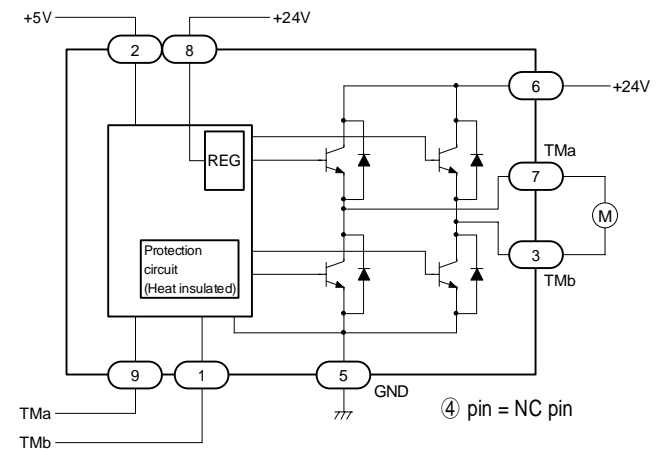 +5V
+24V
2
8
6
+24V
REG
TMa
7
M
Protection
circuit
(Heat insulated)
3
TMb
9
1
5
GND
④ pin = NC pin
TMa
TMb